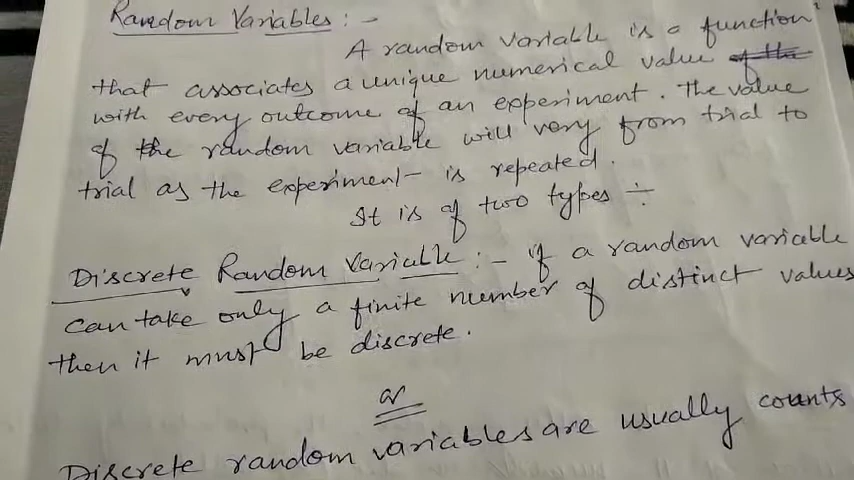 Random Variables :-
A random variable is a function
that associates a unique numerical value
with every outcome of an experiment. The value
of the random variable will very from trial to
trial as the experiment is repeated.
It is of two types ÷
Discrete Random Variable :- if a random variable
can take only a finite number of distinct values
then it must be discrete.
or
Discrete random variables are usually counts